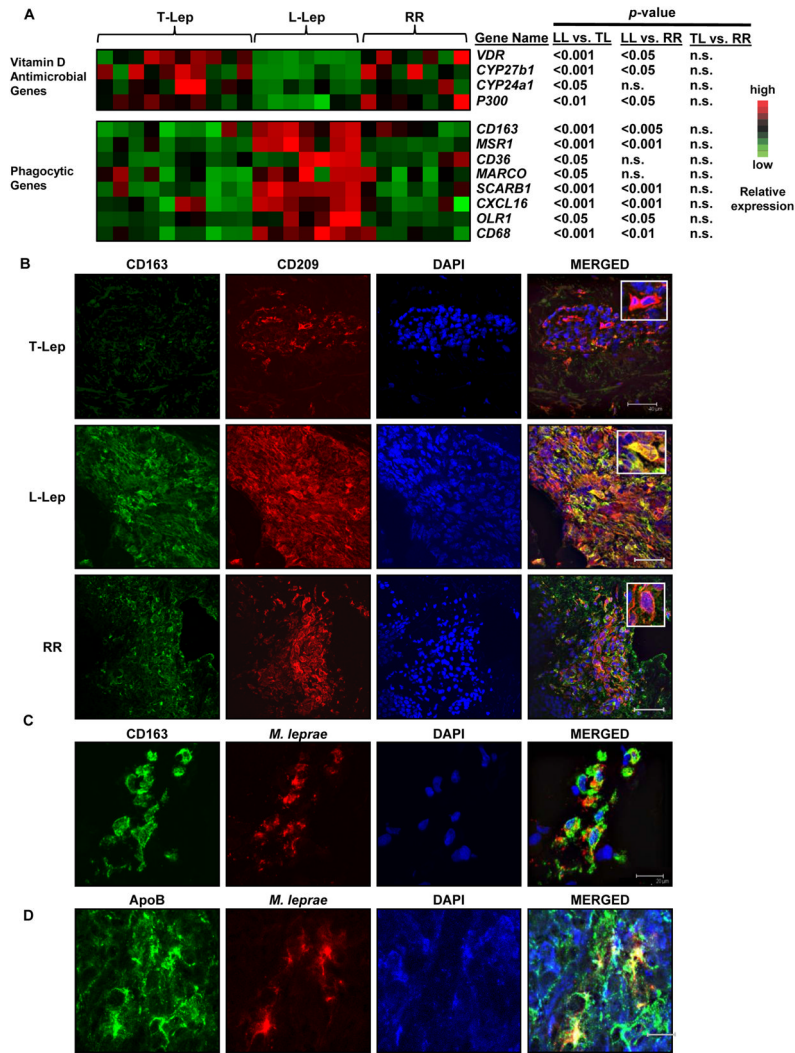 A
T-Lep L-Lep RR
p-value
Gene Name LL vs. TL LL vs. RR TL vs. RR
Vitamin D
Antimicrobial
Genes
VDR <0.001 <0.05 n.s.
CYP27b1 <0.001 <0.05 n.s.
CYP24a1 <0.05 n.s. n.s.
P300 <0.01 <0.05 n.s.
Phagocytic
Genes
CD163 <0.001 <0.005 n.s.
MSR1 <0.001 <0.001 n.s.
CD36 <0.05 n.s. n.s.
MARCO <0.05 n.s. n.s.
SCARB1 <0.001 <0.001 n.s.
CXCL16 <0.001 <0.001 n.s.
OLR1 <0.05 <0.05 n.s.
CD68 <0.001 <0.01 n.s.
high
low
Relative
expression
B
CD163 CD209 DAPI MERGED
T-Lep
40 µm
L-Lep
RR
C
CD163 M. leprae DAPI MERGED
20 µm
D
ApoB M. leprae DAPI MERGED